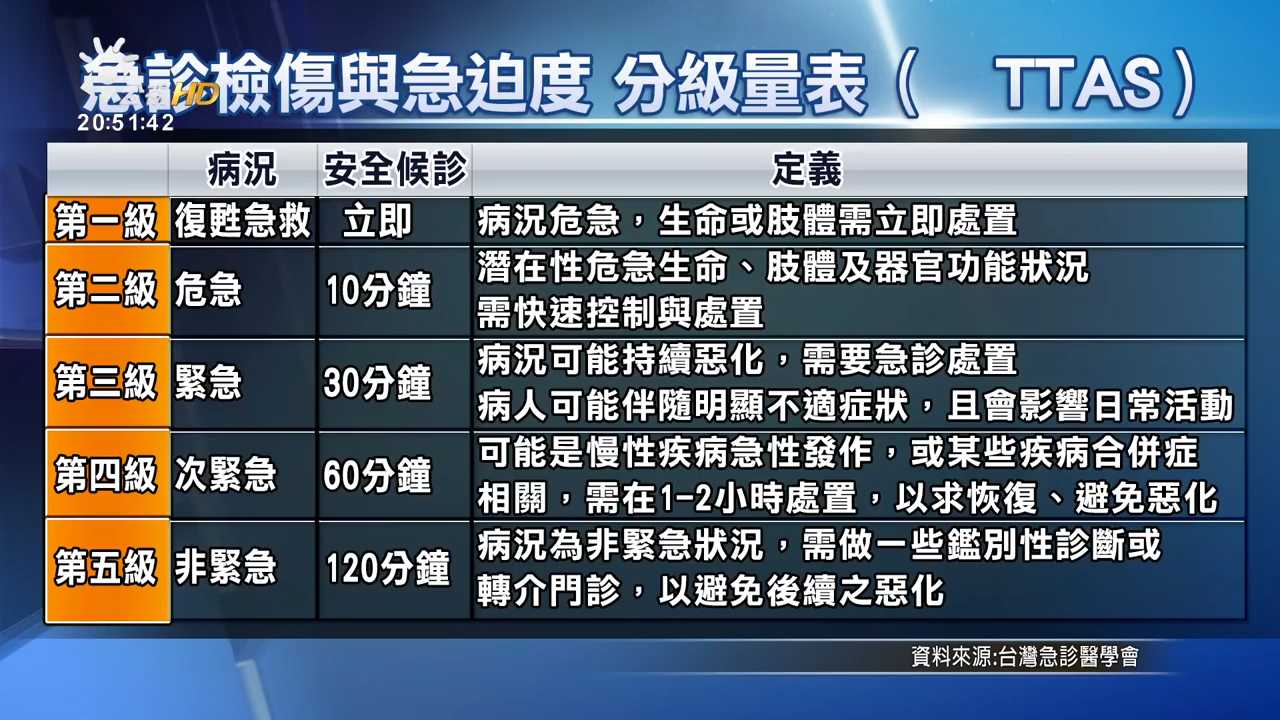 急診檢傷與急迫度 分級量表( TTAS)
HD
20:51:42
病況 安全候診 定義
第一級 復甦急救 立即 病況危急,生命或肢體需立即處置
第二級 危急 10分鐘 潛在性危急生命、肢體及器官功能狀況
需快速控制與處置
第三級 緊急 30分鐘 病況可能持續惡化,需要急診處置
病人可能伴隨明顯不適症狀,且會影響日常活動
第四級 次緊急 60分鐘 可能是慢性疾病急性發作,或某些疾病合併症
相關,需在1-2小時處置,以求恢復、避免惡化
第五級 非緊急 120分鐘 病況為非緊急狀況,需做一些鑑別性診斷或
轉介門診,以避免後續之惡化
資料來源:台灣急診醫學會